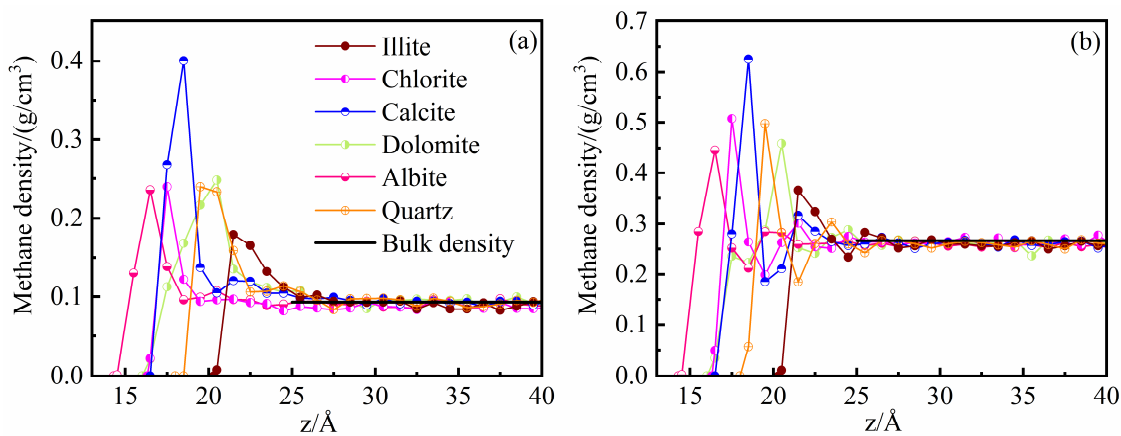 (a)
Methane density/(g/cm³)
0.4
0.3
0.2
0.1
0.0
15 20 25 30 35 40
z/Å
Illite
Chlorite
Calcite
Dolomite
Albite
Quartz
Bulk density
(b)
Methane density/(g/cm³)
0.7
0.6
0.5
0.4
0.3
0.2
0.1
0.0
15 20 25 30 35 40
z/Å